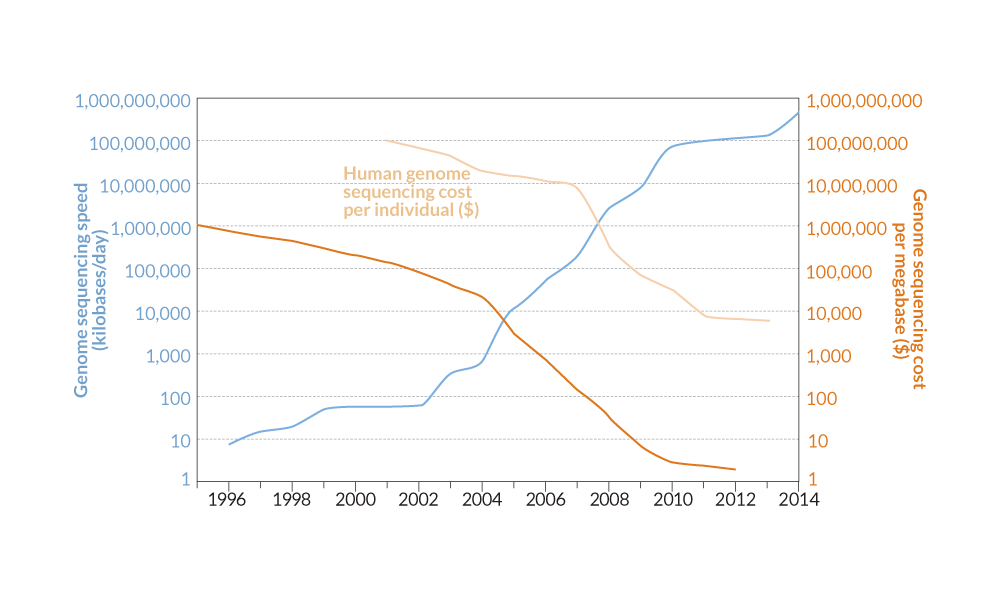 Genome sequencing speed
(kilobases/day)
1,000,000,000
100,000,000
10,000,000
1,000,000
100,000
10,000
1,000
100
10
1
Human genome
sequencing cost
per individual ($)
1,000,000,000
100,000,000
10,000,000
1,000,000
100,000
10,000
1,000
100
10
1
Genome sequencing cost
per megabase ($)
1996 1998 2000 2002 2004 2006 2008 2010 2012 2014